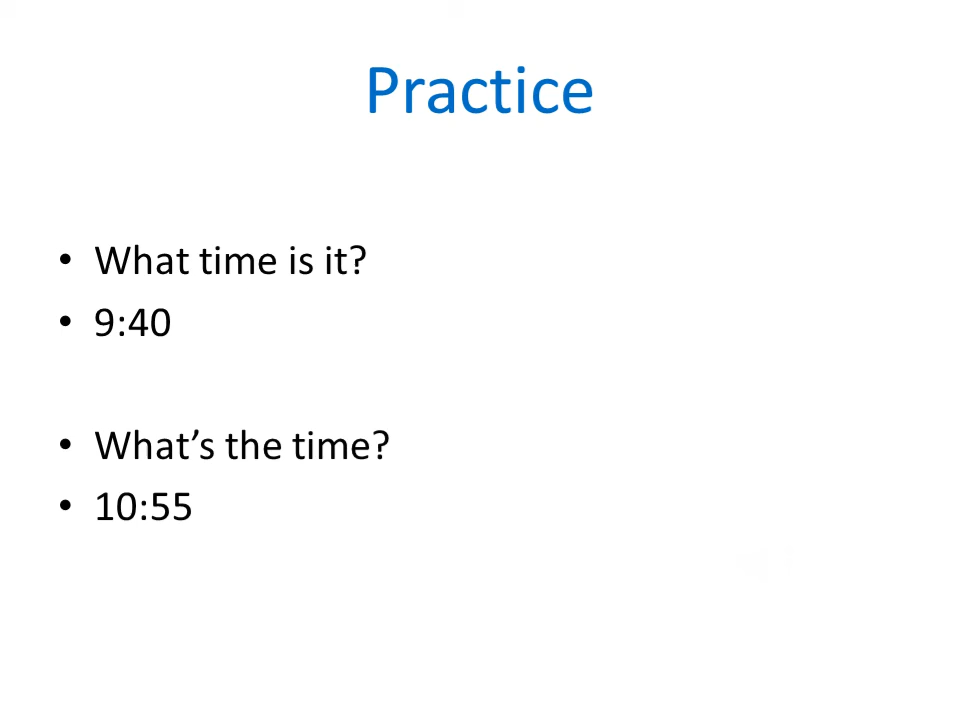 Practice
• What time is it?
• 9:40
• What’s the time?
• 10:55